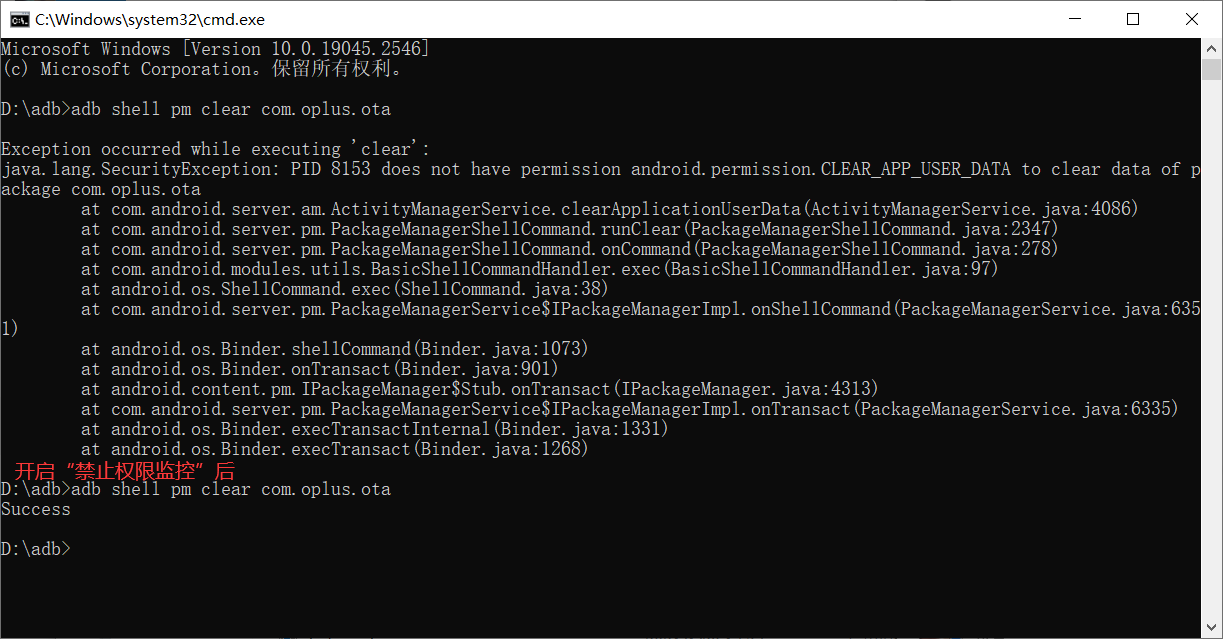 C:\Windows\system32\cmd.exe
Microsoft Windows [Version 10.0.19045.2546]
(c) Microsoft Corporation。保留所有权利。
D:\adb>adb shell pm clear com.oplus.ota
Exception occurred while executing 'clear':
java.lang.SecurityException: PID 8153 does not have permission android.permission.CLEAR_APP_USER_DATA to clear data of p
ackage com.oplus.ota
at com.android.server.am.ActivityManagerService.clearApplicationUserData(ActivityManagerService.java:4086)
at com.android.server.pm.PackageManagerShellCommand.runClear(PackageManagerShellCommand.java:2347)
at com.android.server.pm.PackageManagerShellCommand.onCommand(PackageManagerShellCommand.java:278)
at com.android.modules.utils.BasicShellCommandHandler.exec(BasicShellCommandHandler.java:97)
at android.os.ShellCommand.exec(ShellCommand.java:38)
at com.android.server.pm.PackageManagerService$IPackageManagerImpl.onShellCommand(PackageManagerService.java:635
1)
at android.os.Binder.shellCommand(Binder.java:1073)
at android.os.Binder.onTransact(Binder.java:901)
at android.content.pm.IPackageManager$Stub.onTransact(IPackageManager.java:4313)
at com.android.server.pm.PackageManagerService$IPackageManagerImpl.onTransact(PackageManagerService.java:6335)
at android.os.Binder.execTransactInternal(Binder.java:1331)
at android.os.Binder.execTransact(Binder.java:1268)
开启“禁止权限监控”后
D:\adb>adb shell pm clear com.oplus.ota
Success
D:\adb>